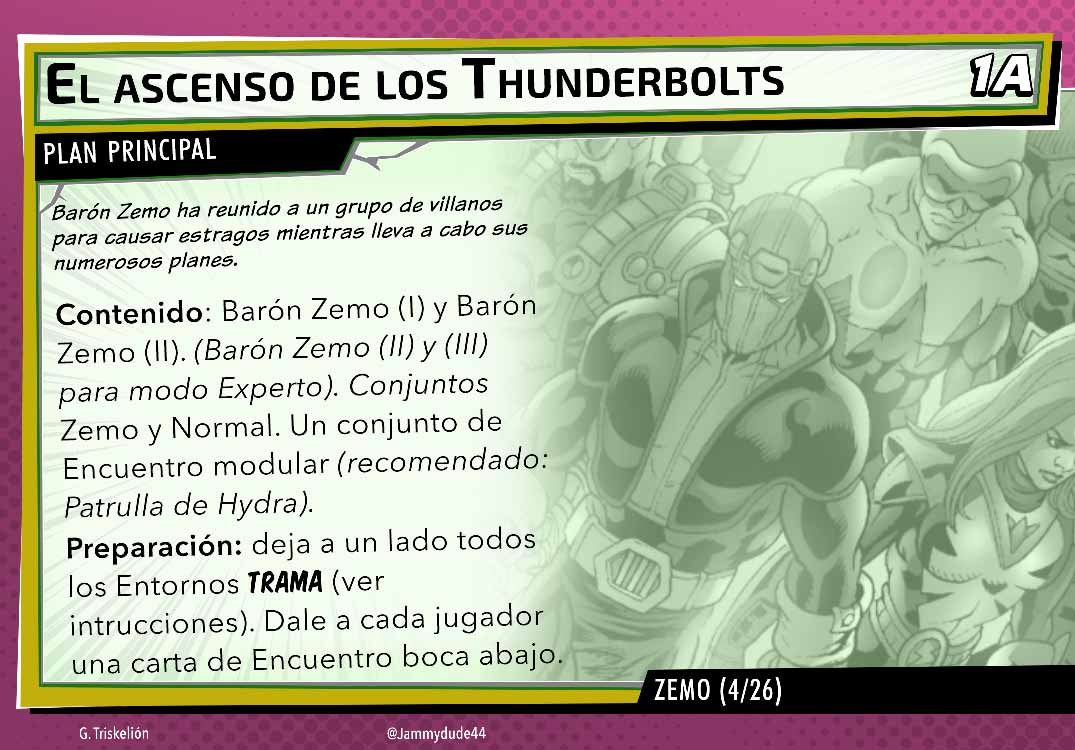 El ascenso de los Thunderbolts
1A
PLAN PRINCIPAL
Barón Zemo ha reunido a un grupo de villanos
para causar estragos mientras lleva a cabo sus
numerosos planes.
Contenido: Barón Zemo (I) y Barón
Zemo (II). (Barón Zemo (II) y (III)
para modo Experto). Conjuntos
Zemo y Normal. Un conjunto de
Encuentro modular (recomendado:
Patrulla de Hydra).
Preparación: deja a un lado todos
los Entornos TRAMA (ver
intrucciones). Dale a cada jugador
una carta de Encuentro boca abajo.
ZEMO (4/26)
G. Triskelión
@Jammydude44